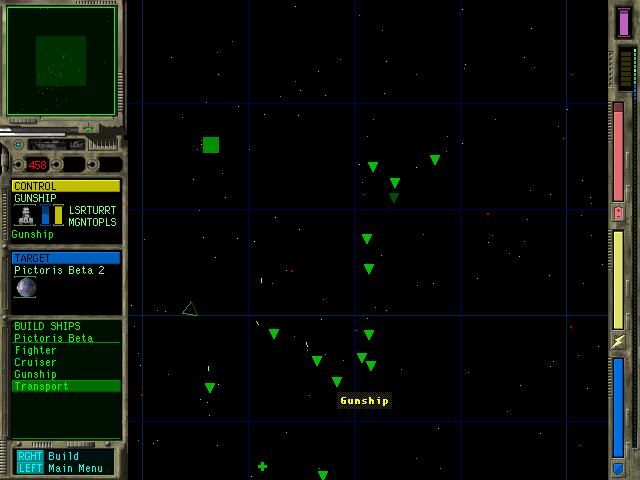 458
CONTROL
GUNSHIP
LSRTURRT
MGNTOPLS
Gunship
TARGET
Pictoris Beta 2
BUILD SHIPS
Pictoris Beta
Fighter
Cruiser
Gunship
Transport
RGHT Build
LEFT Main Menu
Gunship